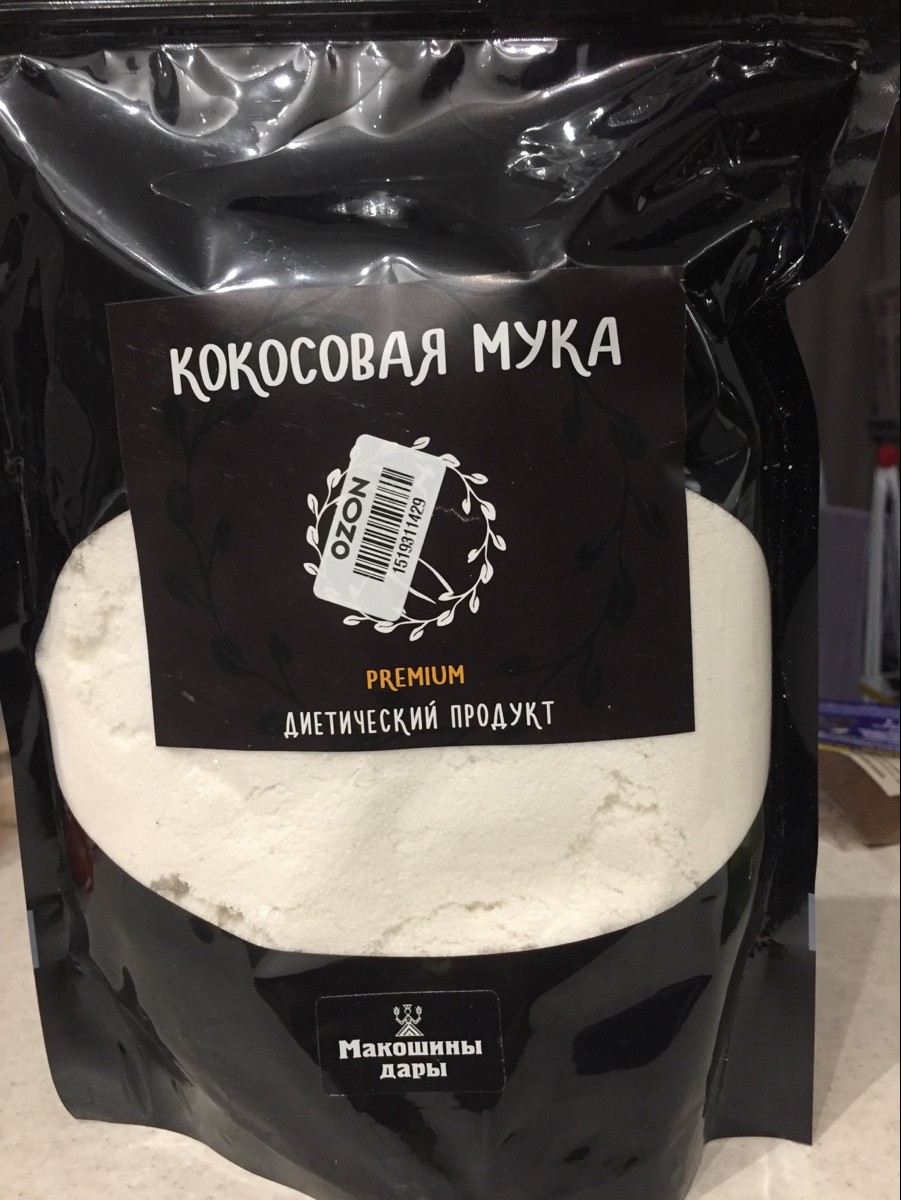 КОКОСОВАЯ МУКА
OZON
1519311429
PREMIUM
ДИЕТИЧЕСКИЙ ПРОДУКТ
Макошины
дары